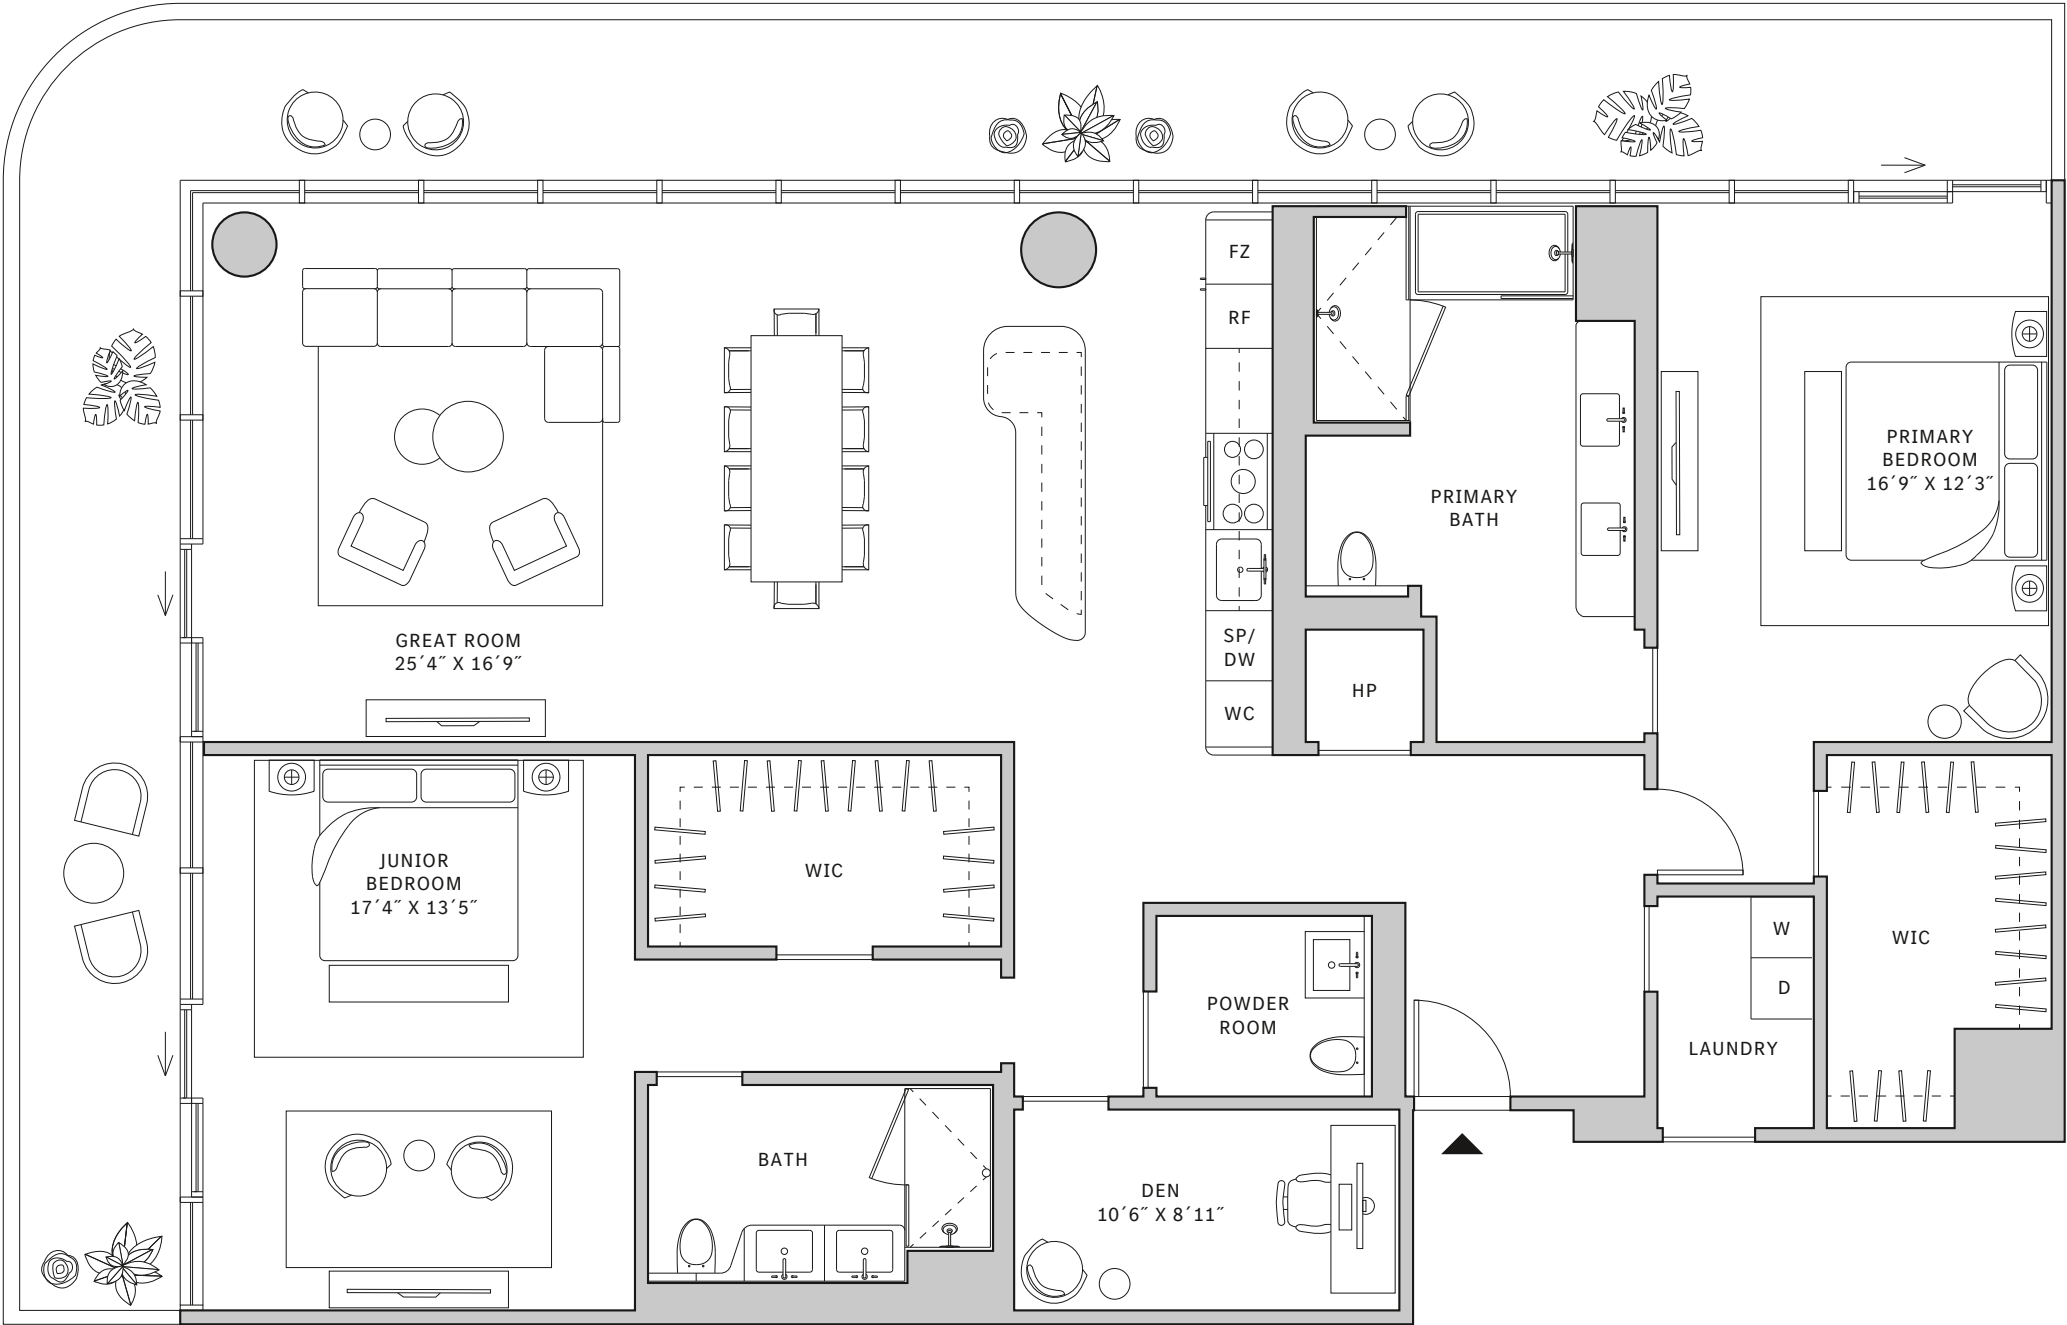 FZ
RF
SP/
DW
WC
PRIMARY
BATH
HP
PRIMARY
BEDROOM
16´9˝ X 12´3˝
GREAT ROOM
25´4˝ X 16´9˝
JUNIOR
BEDROOM
17´4˝ X 13´5˝
WIC
POWDER
ROOM
W
D
LAUNDRY
WIC
BATH
DEN
10´6˝ X 8´11˝